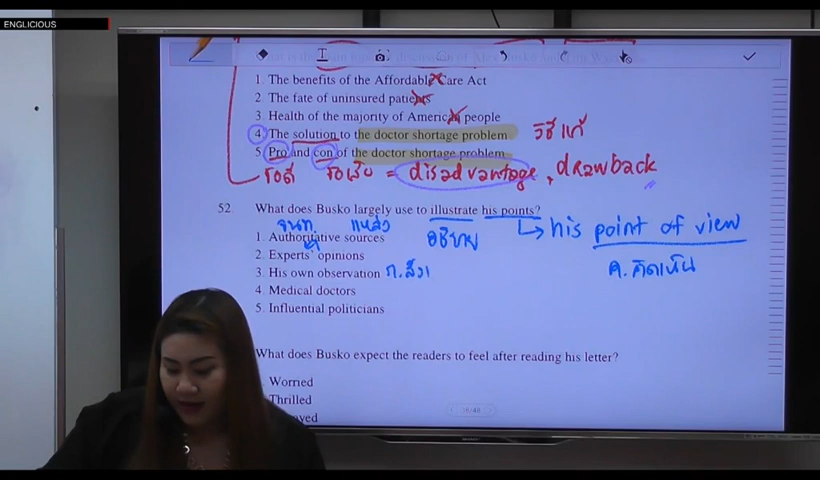 ENGLICIOUS
1. The benefits of the Affordable Care Act
2. The fate of uninsured patients
3. Health of the majority of American people
4. The solution to the doctor shortage problem วิธีแก้
5. Pro and con of the doctor shortage problem
ข้อดี ข้อเสีย = disadvantage, drawback
52. What does Busko largely use to illustrate his points?
จนท. แหล่ง อธิบาย his point of view
1. Authoritative sources
2. Experts' opinions
ค. คิดเห็น
3. His own observation ก. สังเ
4. Medical doctors
5. Influential politicians
What does Busko expect the readers to feel after reading his letter?
Worried
Thrilled
58/48